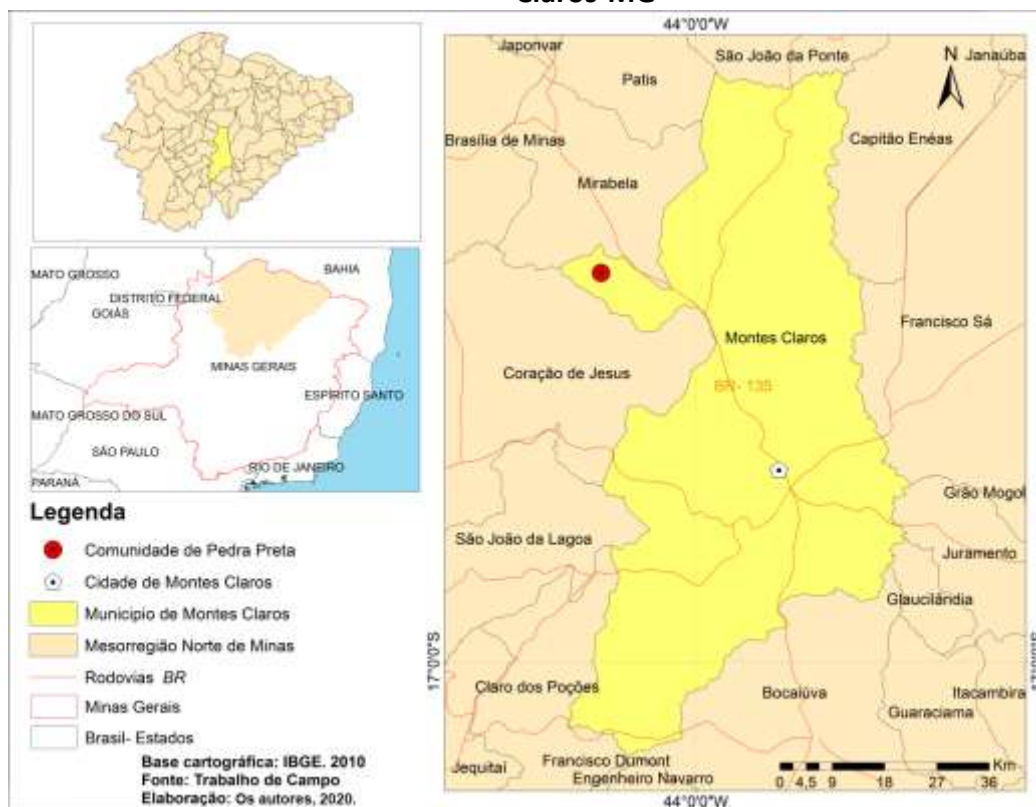 Claros-MG
44°0'0"W
Japonvar
São João da Ponte
N
Janaúba
Patis
Brasília de Minas
Capitão Enéas
Mirabela
Montes Claros
Francisco Sá
Coração de Jesus
BR- 135
Grão Mogol
São João da Lagoa
Juramento
Glaucilândia
17°0'0"S
17°0'0"S
Claro dos Poções
Bocaiúva
Itacambira
Guaraciama
Jequitaí
Francisco Dumont
Engenheiro Navarro
Km
0 4,5 9 18 27 36
44°0'0"W
MATO GROSSO
BAHIA
DISTRITO FEDERAL
GOIÁS
MINAS GERAIS
ESPÍRITO SANTO
MATO GROSSO DO SUL
SÃO PAULO
RIO DE JANEIRO
PARANÁ
Legenda
Comunidade de Pedra Preta
Cidade de Montes Claros
Municipio de Montes Claros
Mesorregião Norte de Minas
Rodovias BR
Minas Gerais
Brasil- Estados
Base cartográfica: IBGE. 2010
Fonte: Trabalho de Campo
Elaboração: Os autores, 2020.